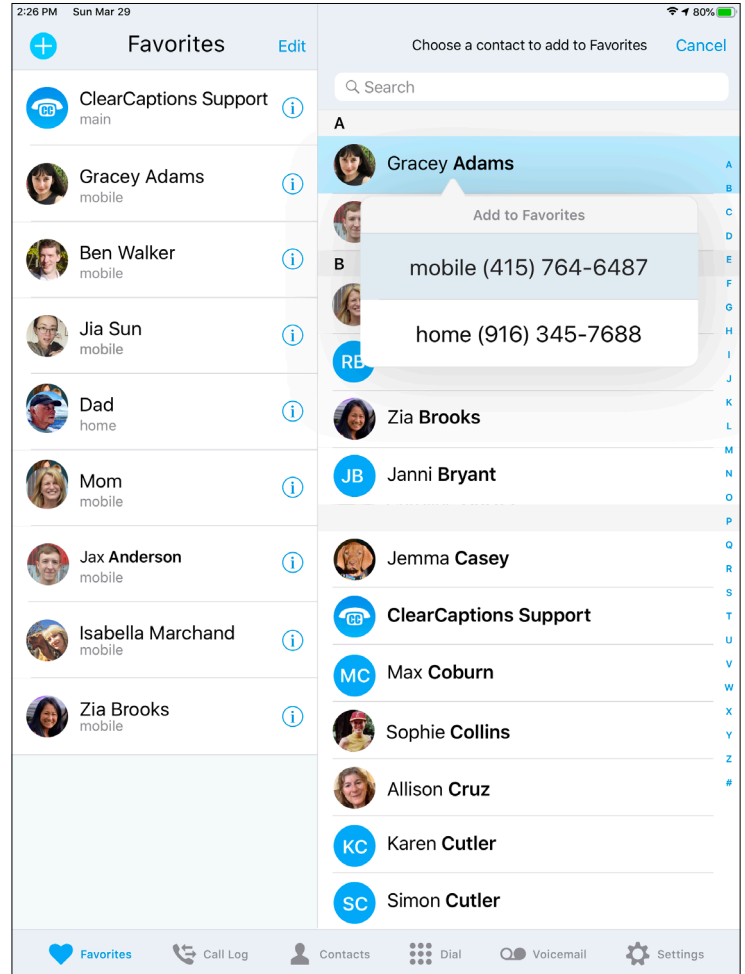 2:26 PM Sun Mar 29
80%
Favorites
Edit
ClearCaptions Support
main
Gracey Adams
mobile
Ben Walker
mobile
Jia Sun
mobile
Dad
home
Mom
mobile
Jax Anderson
mobile
Isabella Marchand
mobile
Zia Brooks
mobile
Choose a contact to add to Favorites
Cancel
Search
A
Gracey Adams
Add to Favorites
mobile (415) 764-6487
home (916) 345-7688
B
RB
Zia Brooks
JB
Janni Bryant
Jemma Casey
CC
ClearCaptions Support
MC
Max Coburn
Sophie Collins
Allison Cruz
KC
Karen Cutler
SC
Simon Cutler
A
B
C
D
E
F
G
H
I
J
K
L
M
N
O
P
Q
R
S
T
U
V
W
X
Y
Z
#
Favorites
Call Log
Contacts
Dial
Voicemail
Settings